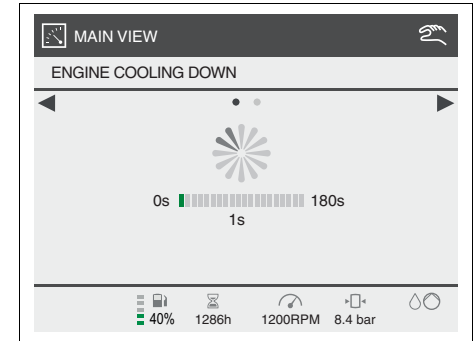 MAIN VIEW
ENGINE COOLING DOWN
0s 180s
1s
40% 1286h 1200RPM 8.4 bar